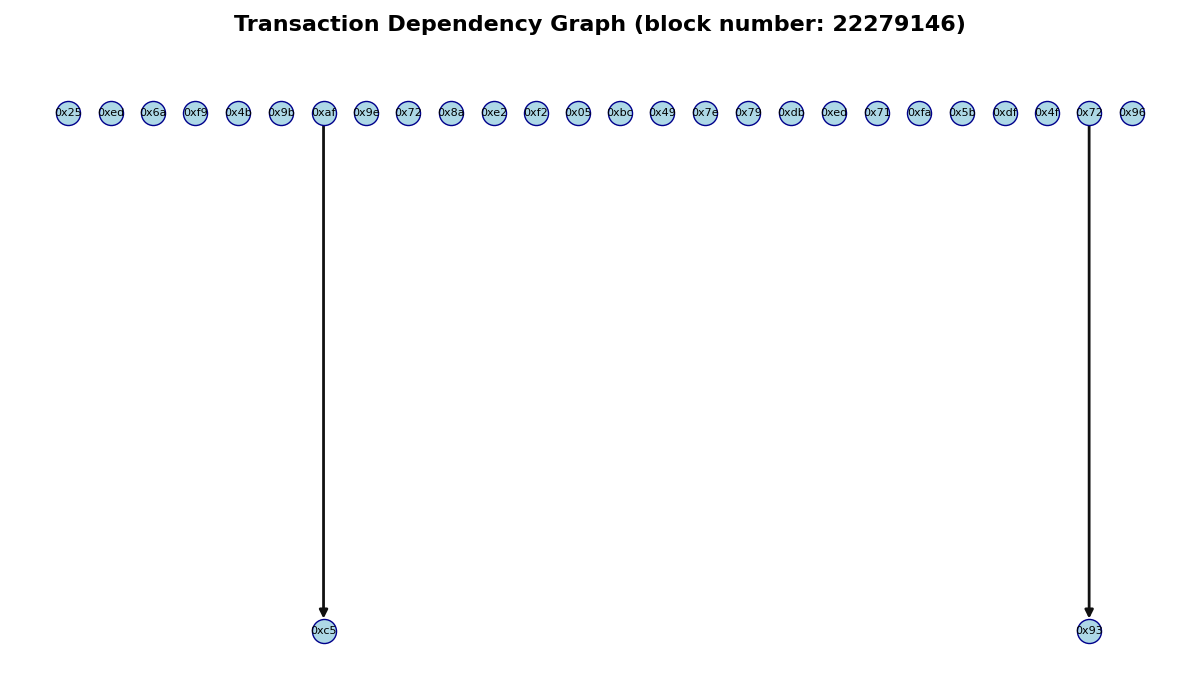 Transaction Dependency Graph (block number: 22279146)
0x25 0xed 0x6a 0xf9 0x4b 0x9b 0xaf 0x9e 0x72 0x8a 0xe2 0xf2 0x05 0xbc 0x49 0x7e 0x79 0xdb 0xed 0x71 0xfa 0x5b 0xdf 0x4f 0x72 0x96
0xc5 0x93